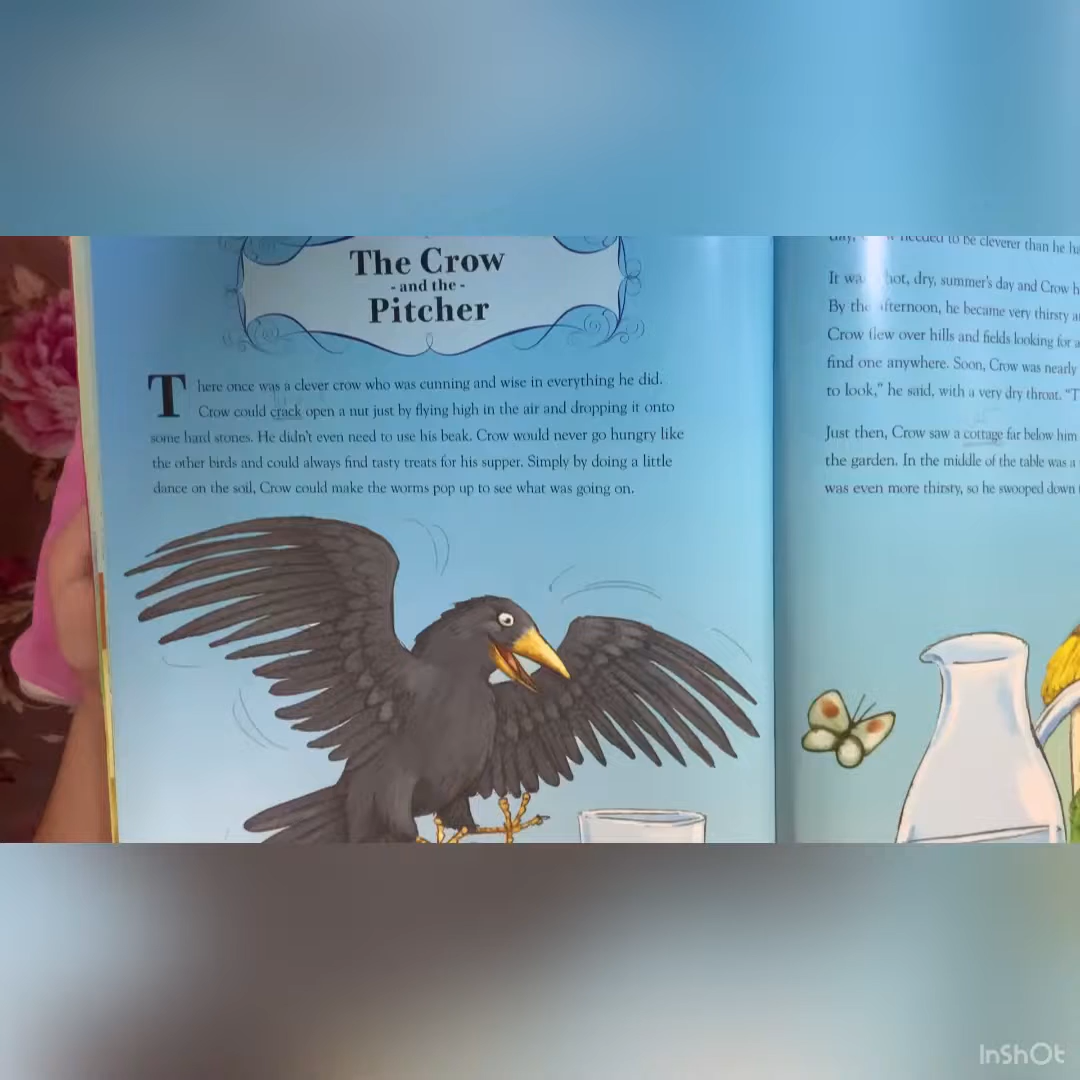 The Crow
- and the -
Pitcher
There once was a clever crow who was cunning and wise in everything he did.
Crow could crack open a nut just by flying high in the air and dropping it onto
some hard stones. He didn't even need to use his beak. Crow would never go hungry like
the other birds and could always find tasty treats for his supper. Simply by doing a little
dance on the soil, Crow could make the worms pop up to see what was going on.
needed to be cleverer than he
It hot, dry, summer's day and Crow
By the afternoon, he became very thirsty
Crow flew over hills and fields looking for
find one anywhere. Soon, Crow was nearly
to look," he said, with a very dry throat.
Just then, Crow saw a cottage far below him
the garden. In the middle of the table was a
was even more thirsty, so he swooped down
InShOt